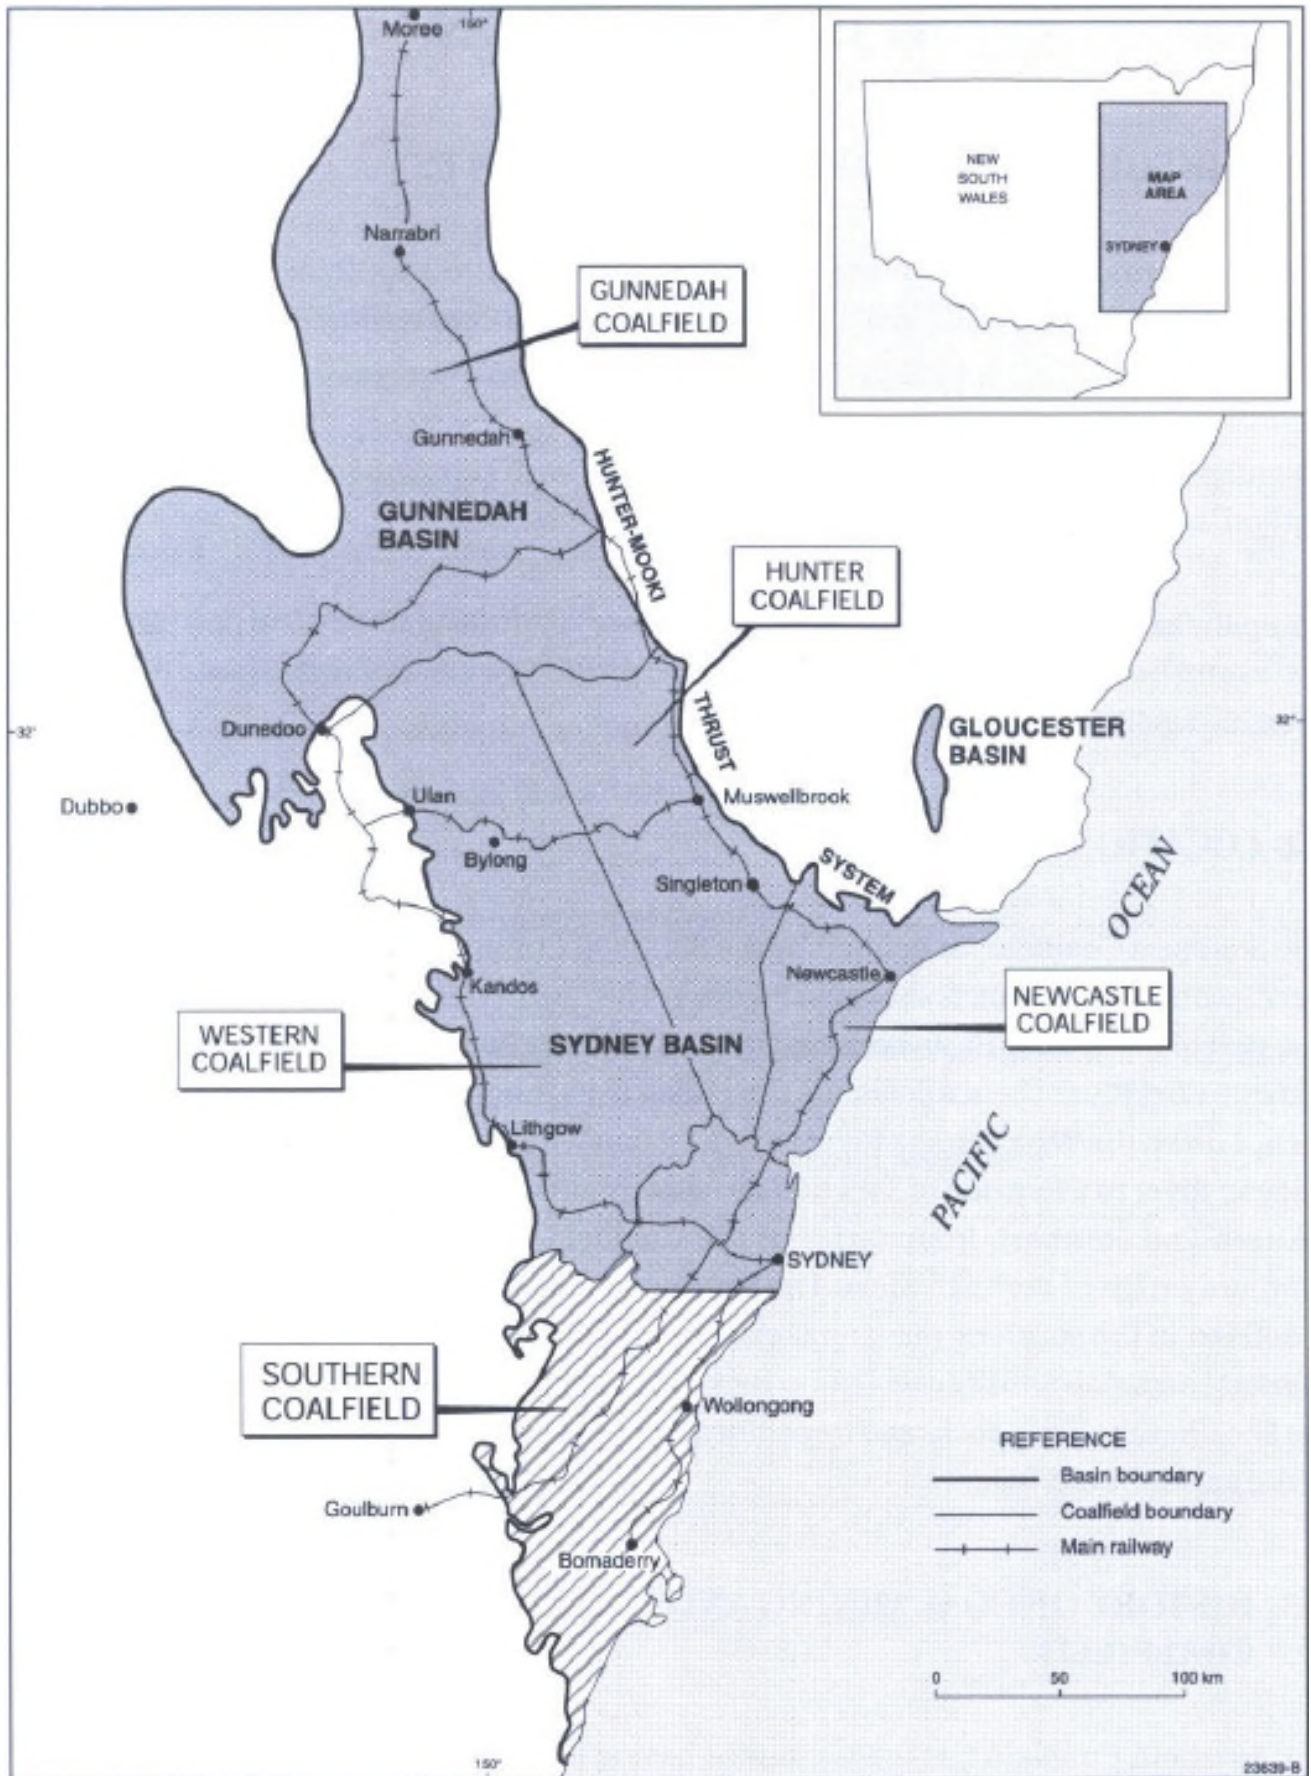 Moree
150°
NEW
SOUTH
WALES
MAP
AREA
SYDNEY
Narrabri
GUNNEDAH
COALFIELD
Gunnedah
HUNTER-MOOKI
GUNNEDAH
BASIN
HUNTER
COALFIELD
THRUST
Dunedoo
32°
32°
GLOUCESTER
BASIN
Dubbo
Ulan
Muswellbrook
Bylong
SYSTEM
Singleton
OCEAN
Newcastle
Kandos
NEWCASTLE
COALFIELD
WESTERN
COALFIELD
SYDNEY BASIN
Lithgow
PACIFIC
SYDNEY
SOUTHERN
COALFIELD
Wollongong
REFERENCE
Basin boundary
Coalfield boundary
Main railway
Goulburn
Bomaderry
0 50 100 km
150°
23639-B